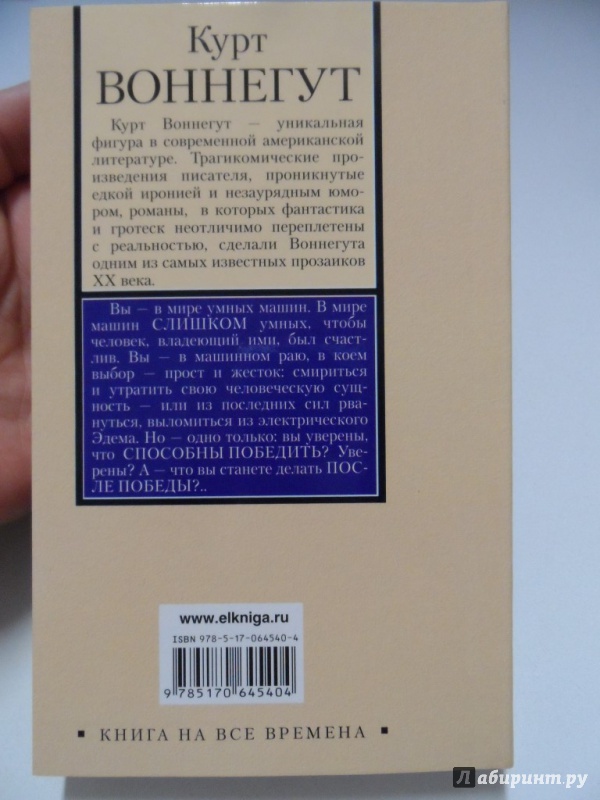 Курт
ВОННЕГУТ
Курт Воннегут — уникальная
фигура в современной американской
литературе. Трагикомические про-
изведения писателя, проникнутые
едкой иронией и незаурядным юмо-
ром, романы, в которых фантастика
и гротеск неотличимо переплетены
с реальностью, сделали Воннегута
одним из самых известных прозаиков
XX века.
Вы — в мире умных машин. В мире
машин СЛИШКОМ умных, чтобы
человек, владеющий ими, был счаст-
лив. Вы — в машинном раю, в коем
выбор — прост и жесток: смириться
и утратить свою человеческую сущ-
ность — или из последних сил рва-
нуться, выломиться из электрического
Эдема. Но — одно только: вы уверены,
что СПОСОБНЫ ПОБЕДИТЬ? Уве-
рены? А — что вы станете делать ПОС-
ЛЕ ПОБЕДЫ?..
www.elkniga.ru
ISBN 978-5-17-064540-4
9 785170 645404
▪ КНИГА НА ВСЕ ВРЕМЕНА ▪
Лабиринт.ру